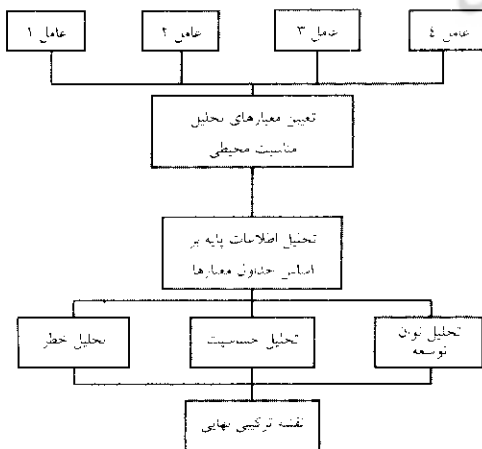 عامل ۱
عامل ۲
عامل ۳
عامل ٤
تعیین معیارهای تحلیل
مناسبت محیطی
تحلیل اطلاعات پایه بر
اساس جداول معیارها
تحلیل خطر
تحلیل حساسیت
تحلیل توان
توسعه
نقشه ترکیبی نهایی